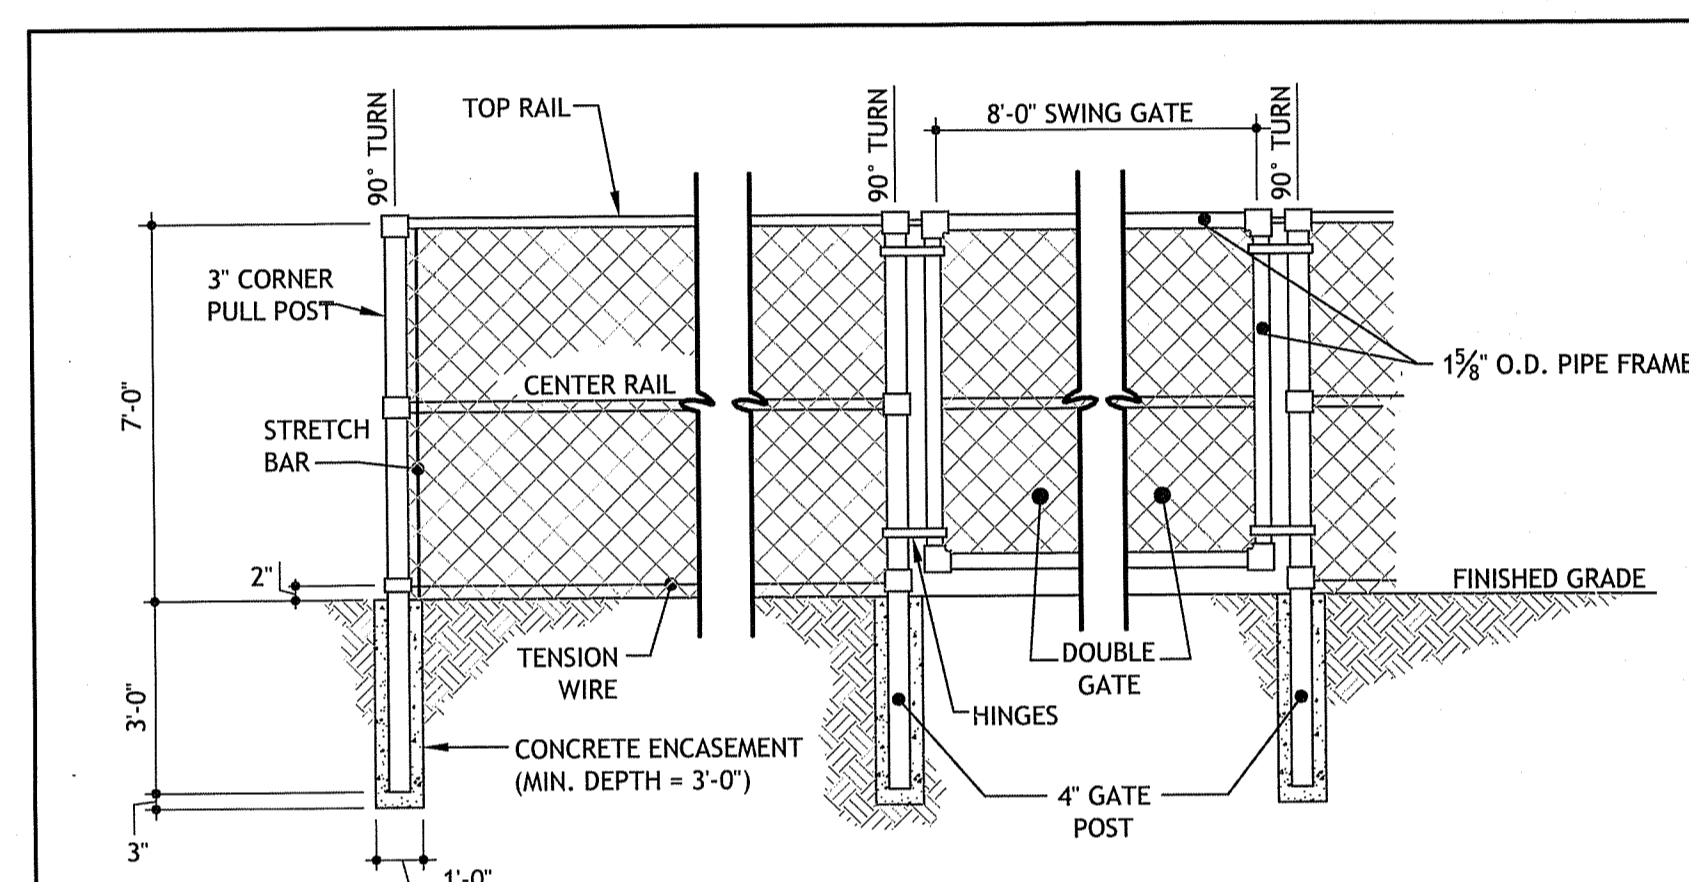 90° TURN
TOP RAIL
90° TURN
8'-0" SWING GATE
90° TURN
3" CORNER
PULL POST
7'-0"
CENTER RAIL
1⅝" O.D. PIPE FRAME
STRETCH
BAR
2"
FINISHED GRADE
TENSION
WIRE
DOUBLE
GATE
3'-0"
HINGES
CONCRETE ENCASEMENT
(MIN. DEPTH = 3'-0")
4" GATE
POST
3"
1'-0"